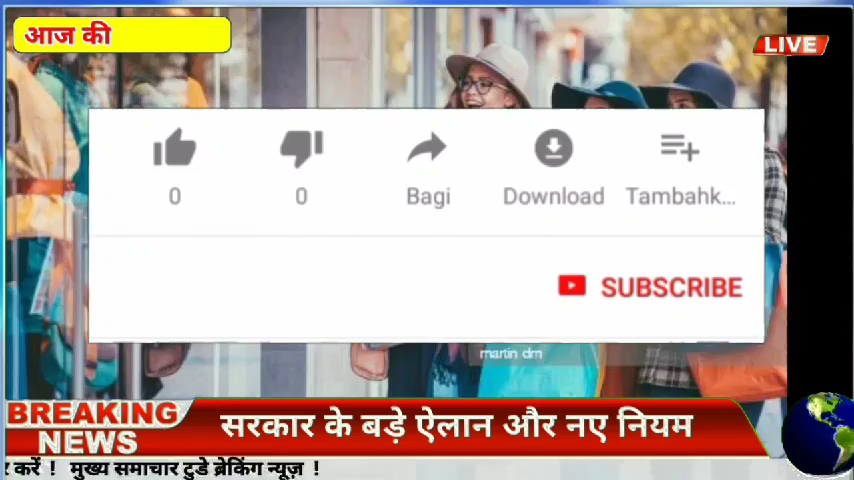 आज की
LIVE
0
0
Bagi
Download
Tambahk...
SUBSCRIBE
martin dm
BREAKING
NEWS
सरकार के बड़े ऐलान और नए नियम
र करें ! मुख्य समाचार टुडे ब्रेकिंग न्यूज़ !